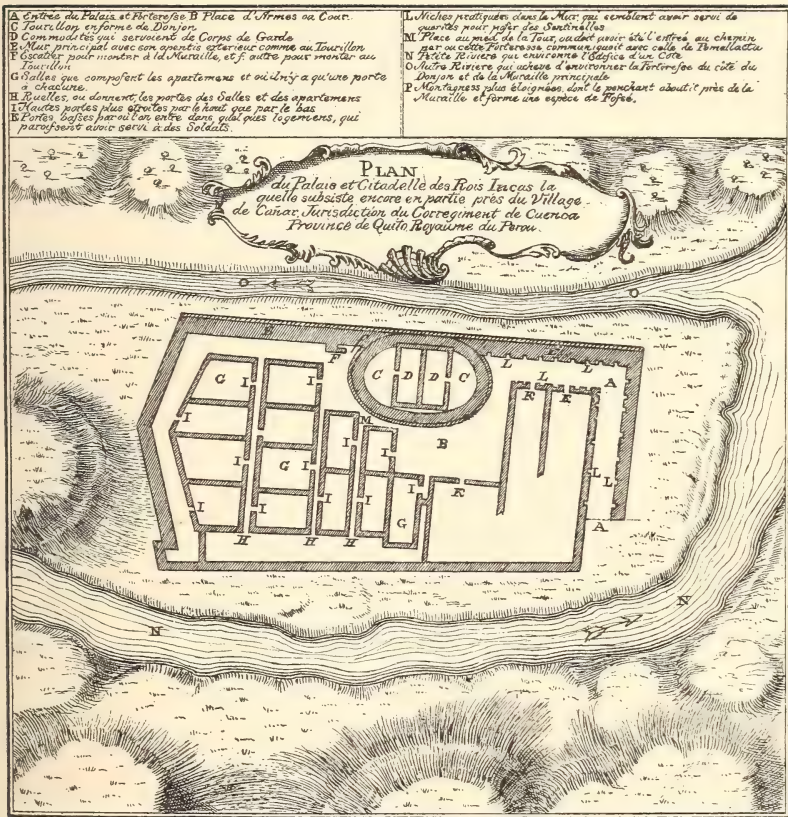 A Entrée du Palais et Forteresse B Place d'Armes ou Cour.
C Tourillon en forme de Donjon
D Commodités qui servoient de Corps de Garde
E Mur principal avec son apentis exterieur comme au Tourillon
F Escalier pour monter à la Muraille, et f. autre pour monter au
Tourillon
G Salles que composent les apartemens et où il n'y a qu'une porte
à chacune.
H Ruelles, ou donnent, les portes des Salles et des apartemens
I Mortes portes plus étroites par le haut que par le bas
K Portes basses par où l'on entre dans quelques logemens, qui
paroissent avoir servi à des Soldats.
L Niches pratiquées dans le Mur, qui semblent avoir servi de
guerites pour poser des Sentinelles
M Place au pied de la Tour, ou doit avoir été l'entrée au chemin
par ou cette Forteresse communiquoit avec celle de Pomellacta
N Petite Riviere qui environne l'Edifice d'un Coté
O Autre Riviere qui acheve d'environner la Forteresse du côté du
Donjon et de la Muraille principale
P Montagness plus éloignées, dont le penchant aboutit près de la
Muraille et forme une espèce de Fossé.
PLAN
du Palais et Citadelle des Rois Incas la
quelle subsiste encore en partie près du Village
de Cañar, Jurisdiction du Corregiment de Cuenca
Province de Quito, Royaume du Perou.
O O
E E
F f L L L A
C D D C
G I I L
K K
I M
B
I I G I I
L L
I K
I I I I G
A
H H H
N
N